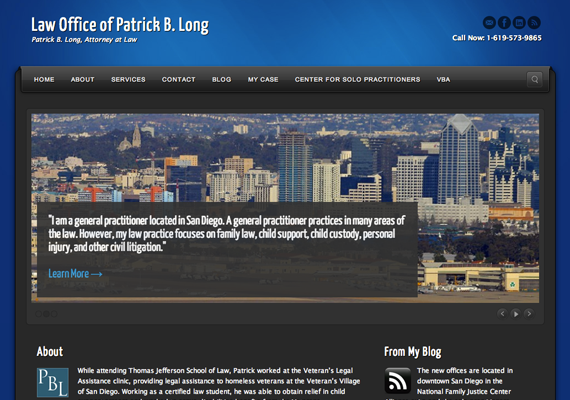 Law Office of Patrick B. Long
Patrick B. Long, Attorney at Law
Call Now: 1-619-573-9865
HOME ABOUT SERVICES CONTACT BLOG MY CASE CENTER FOR SOLO PRACTITIONERS VBA
"I am a general practitioner located in San Diego. A general practitioner practices in many areas of
the law. However, my law practice focuses on family law, child support, child custody, personal
injury, and other civil litigation."
Learn More →
About
PBL
While attending Thomas Jefferson School of Law, Patrick worked at the Veteran's Legal
Assistance clinic, providing legal assistance to homeless veterans at the Veteran's Village
of San Diego. Working as a certified law student, he was able to obtain relief in child
From My Blog
The new offices are located in
downtown San Diego in the
National Family Justice Center